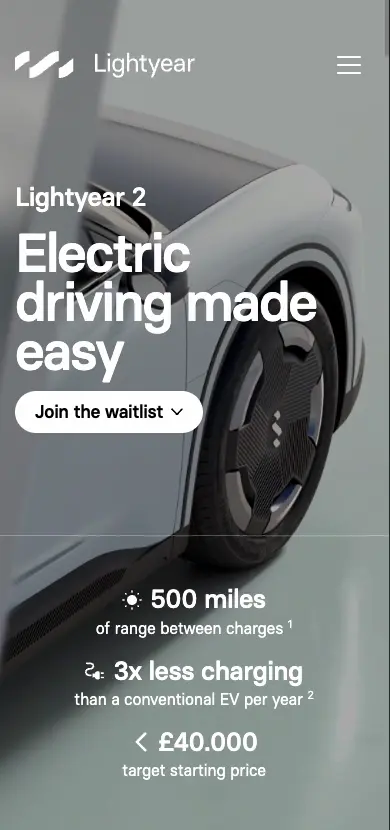 Lightyear
Lightyear 2
Electric
driving made
easy
Join the waitlist
500 miles
of range between charges 1
3x less charging
than a conventional EV per year 2
< £40.000
target starting price